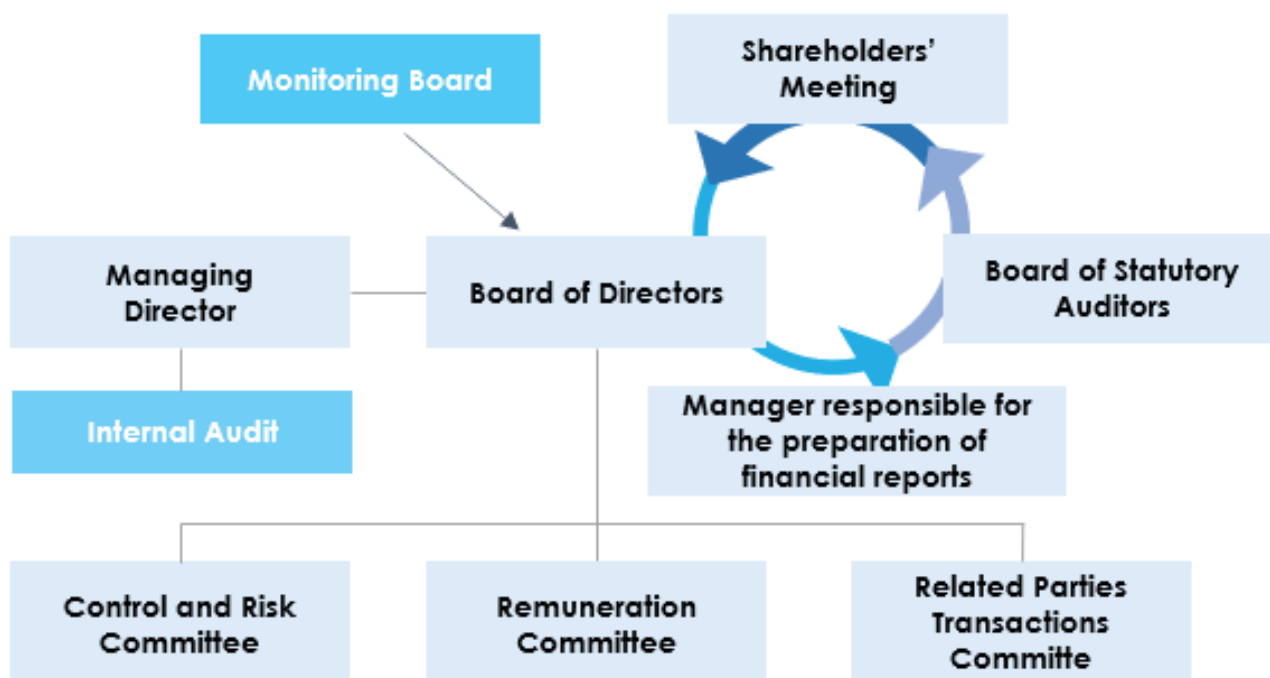 Monitoring Board
Shareholders’
Meeting
Managing
Director
Board of Directors
Board of Statutory
Auditors
Internal Audit
Manager responsible for
the preparation of
financial reports
Control and Risk
Committee
Remuneration
Committee
Related Parties
Transactions
Committe